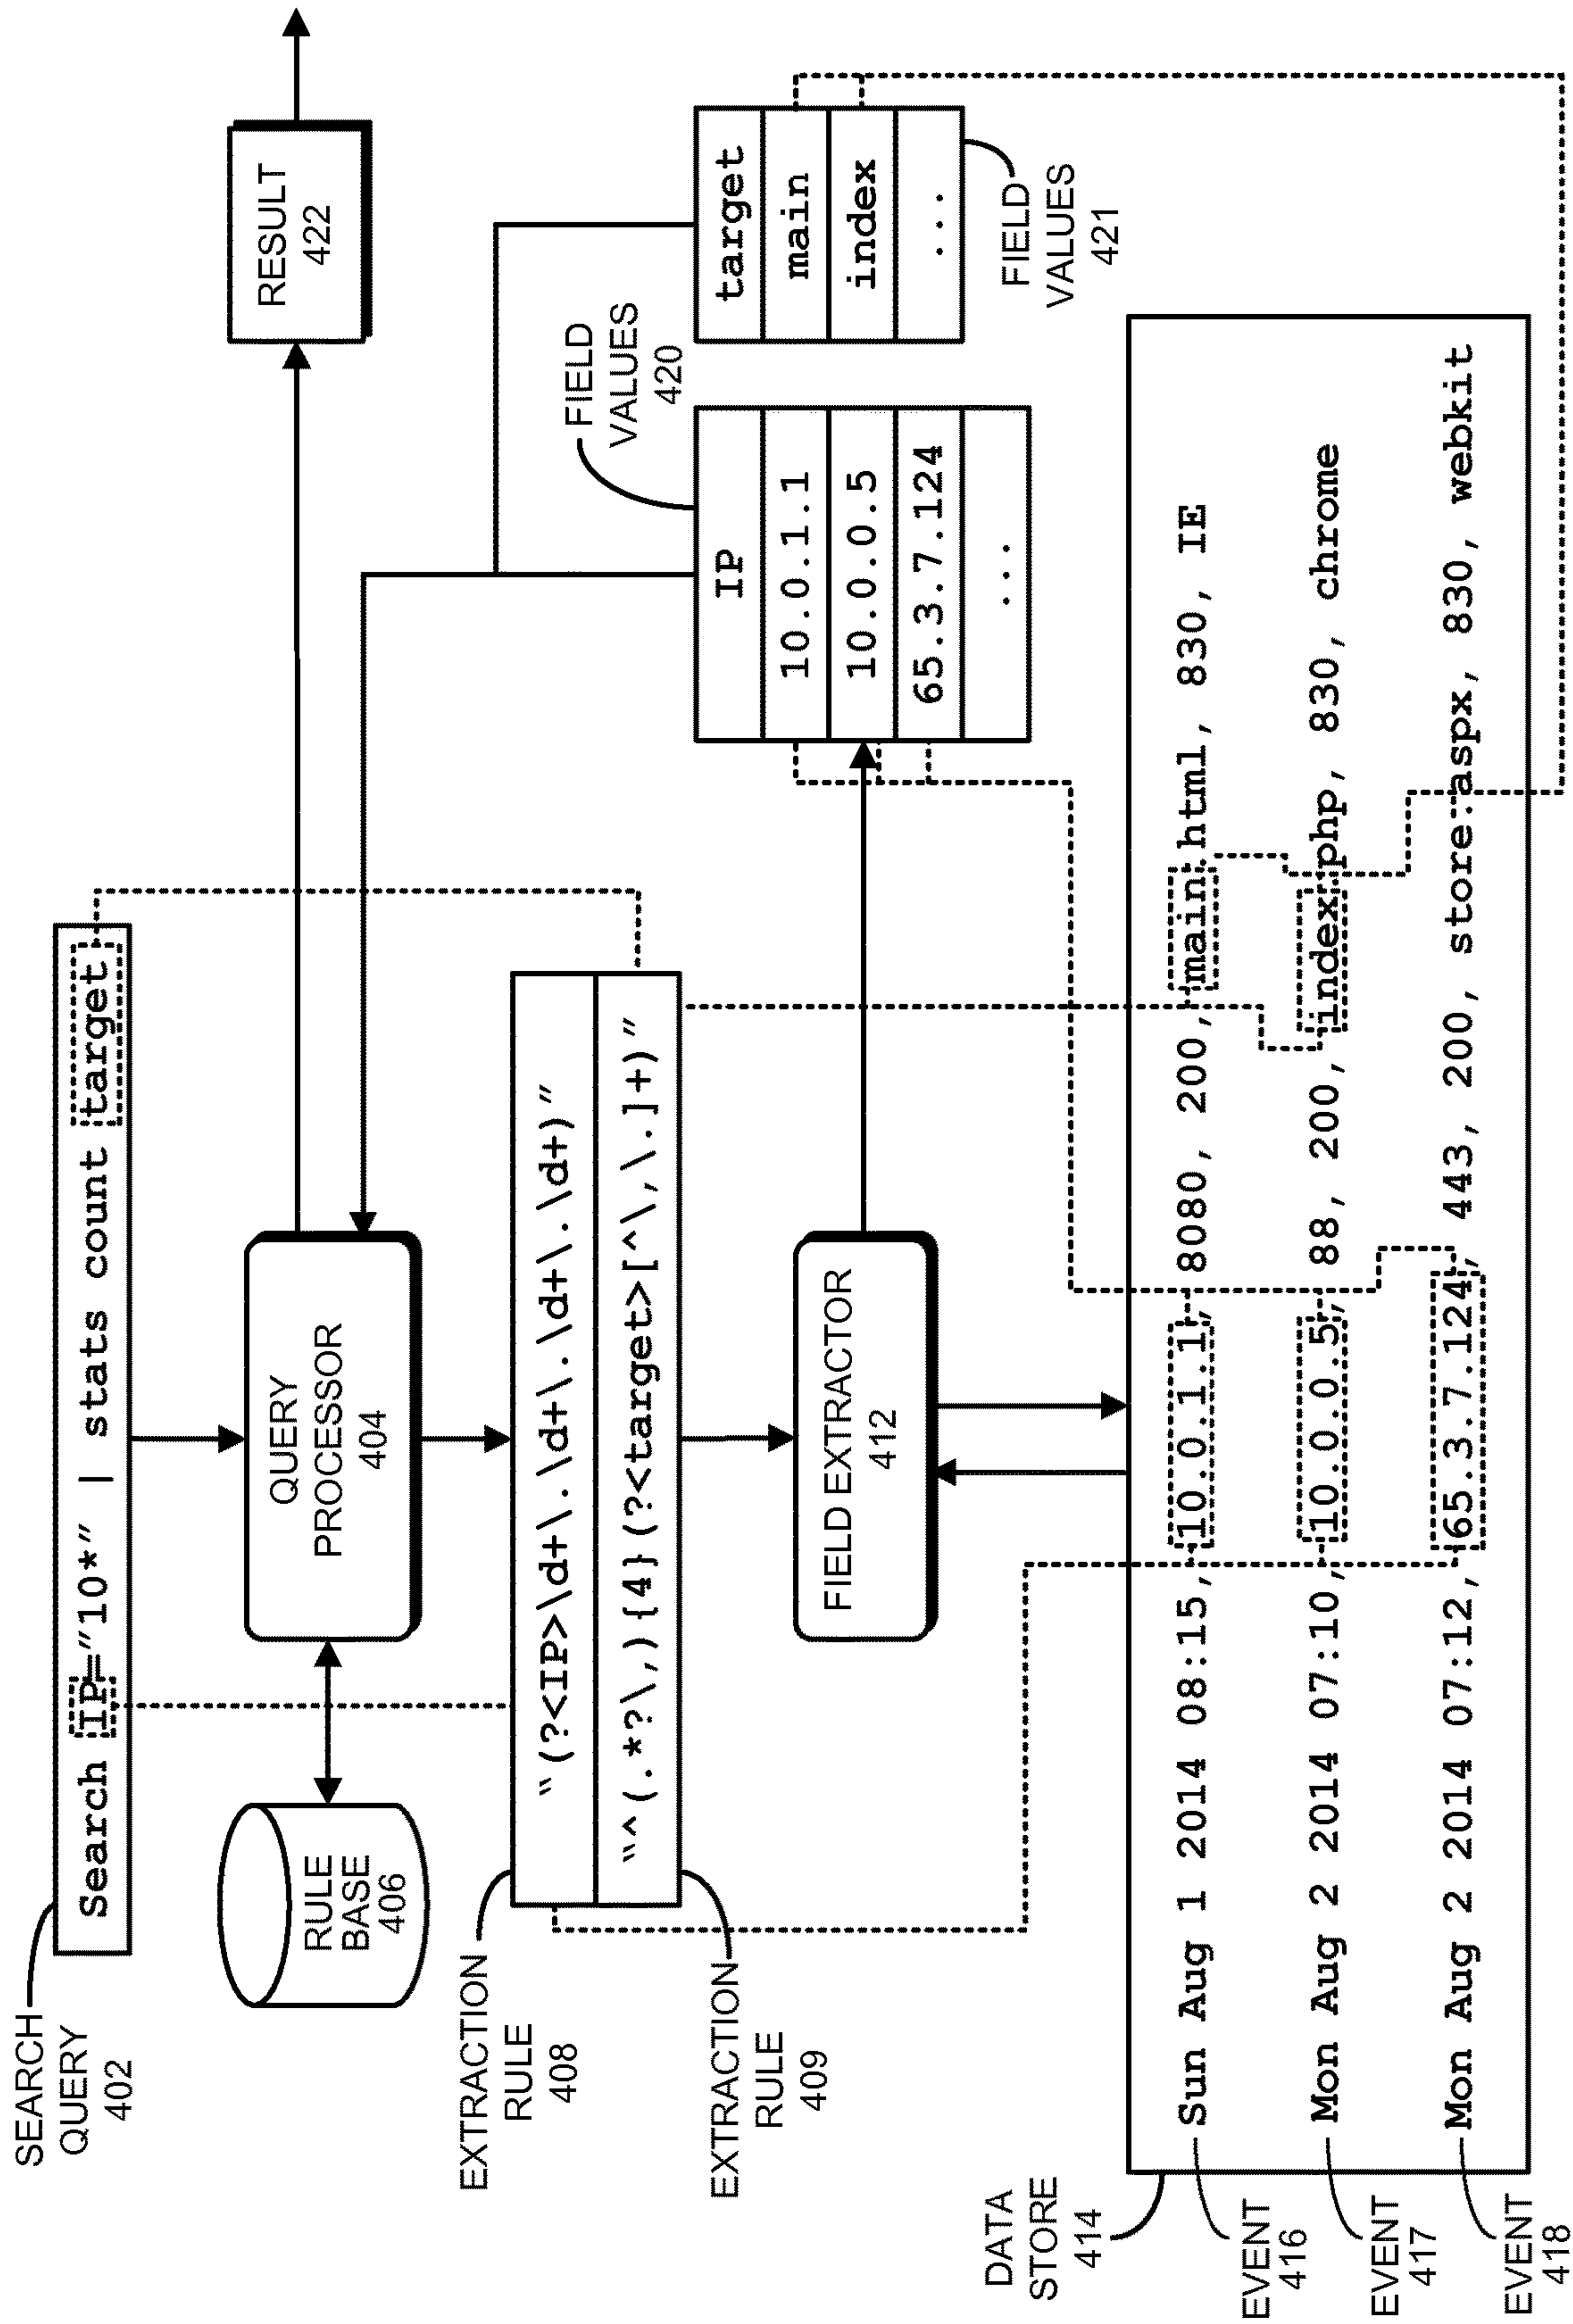 SEARCH
QUERY
402
Search IP="10*" | stats count target
RULE
BASE
406
QUERY
PROCESSOR
404
RESULT
422
EXTRACTION
RULE
408
"(?<IP>\d+\.\d+\.\d+\.\d+)"
"^(.*?\,){4}(?<target>[^\,\.]+)"
EXTRACTION
RULE
409
FIELD EXTRACTOR
412
FIELD
VALUES
420
IP
10.0.1.1
10.0.0.5
65.3.7.124
...
target
main
index
...
FIELD
VALUES
421
DATA
STORE
414
Sun Aug 1 2014 08:15, 10.0.1.1, 8080, 200, main.html, 830, IE
Mon Aug 2 2014 07:10, 10.0.0.5, 88, 200, index.php, 830, chrome
Mon Aug 2 2014 07:12, 65.3.7.124, 443, 200, store.aspx, 830, webkit
EVENT
416
EVENT
417
EVENT
418